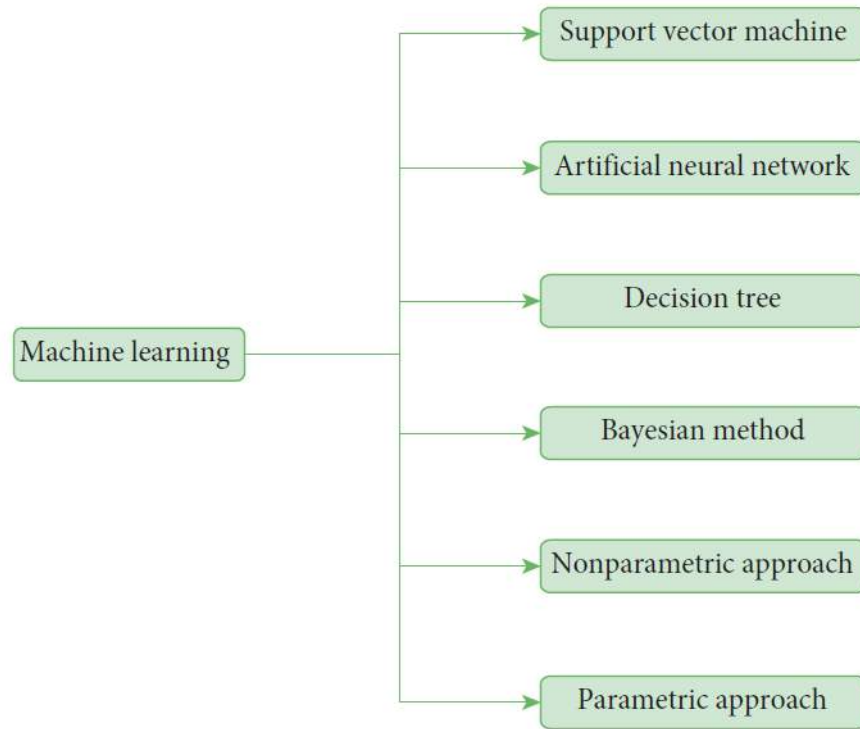 Support vector machine
Artificial neural network
Decision tree
Machine learning
Bayesian method
Nonparametric approach
Parametric approach